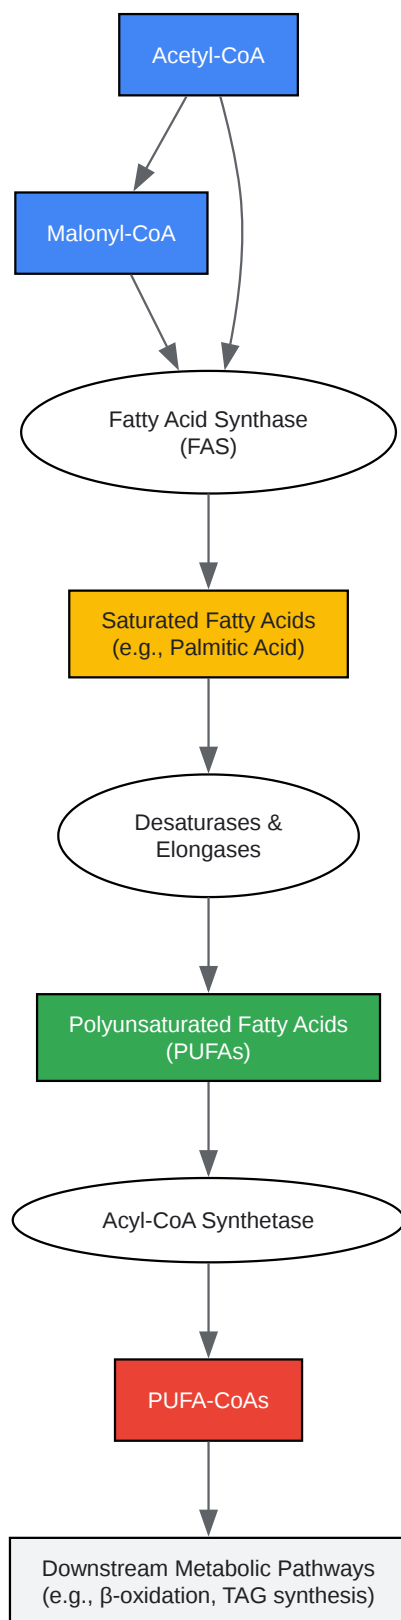 Acetyl-CoA
Malonyl-CoA
Fatty Acid Synthase
(FAS)
Saturated Fatty Acids
(e.g., Palmitic Acid)
Desaturases &
Elongases
Polyunsaturated Fatty Acids
(PUFAs)
Acyl-CoA Synthetase
PUFA-CoAs
Downstream Metabolic Pathways
(e.g., β-oxidation, TAG synthesis)